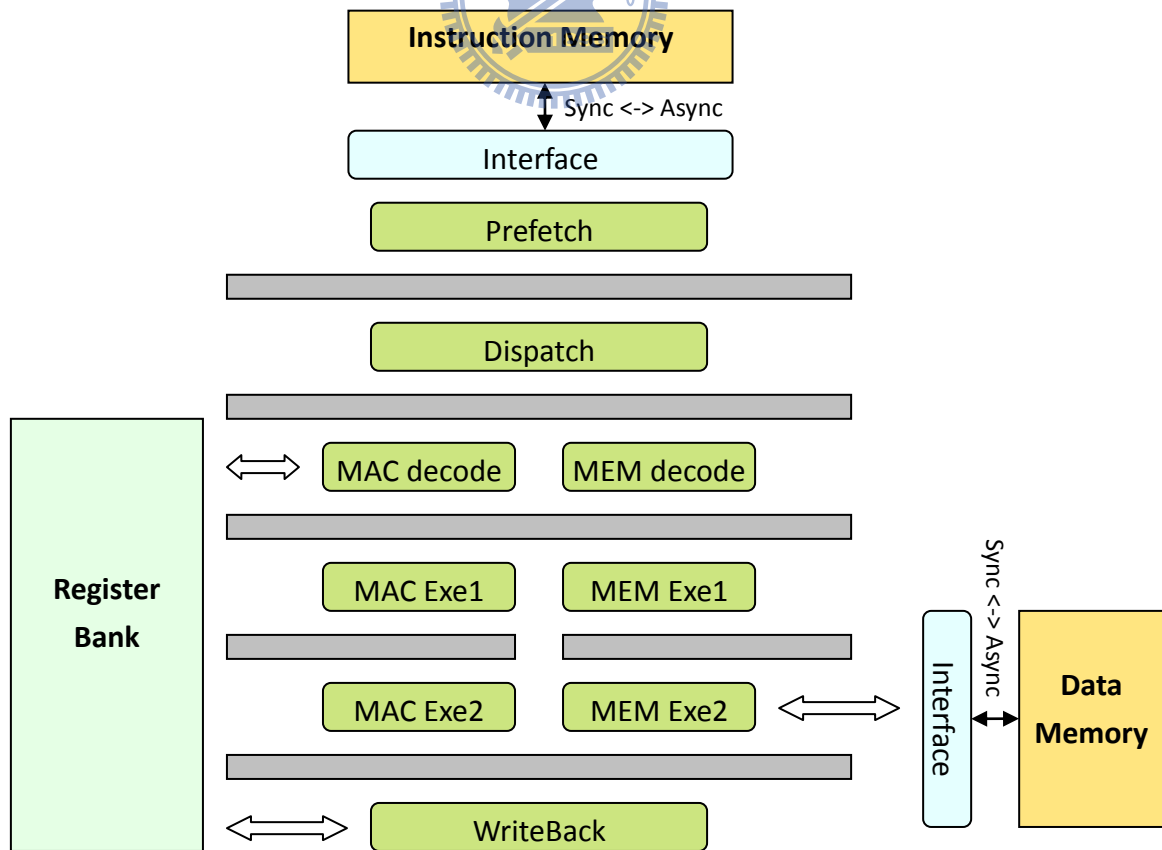 Instruction Memory
Sync <-> Async
Interface
Prefetch
Dispatch
MAC decode
MEM decode
Register
Bank
MAC Exe1
MEM Exe1
Sync <-> Async
MAC Exe2
MEM Exe2
Interface
Data
Memory
WriteBack